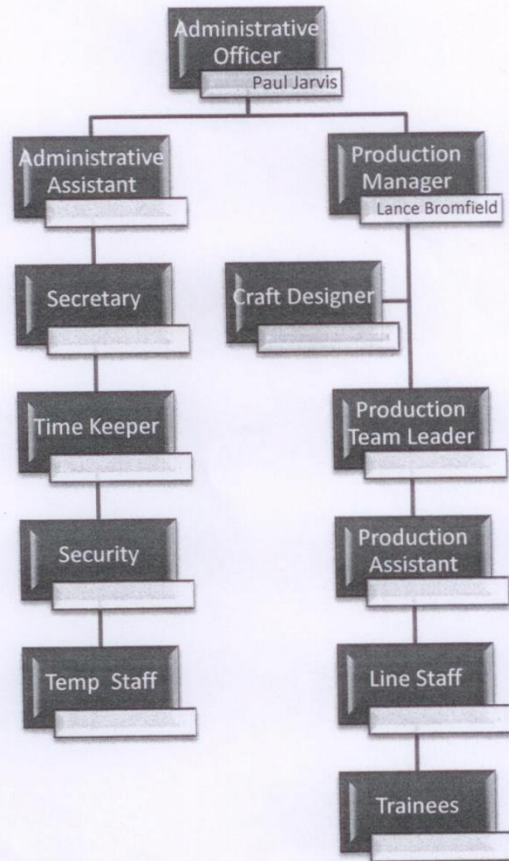 Administrative
Officer
Paul Jarvis
Administrative
Assistant
Production
Manager
Lance Bromfield
Secretary
Craft Designer
Time Keeper
Production
Team Leader
Security
Production
Assistant
Temp Staff
Line Staff
Trainees